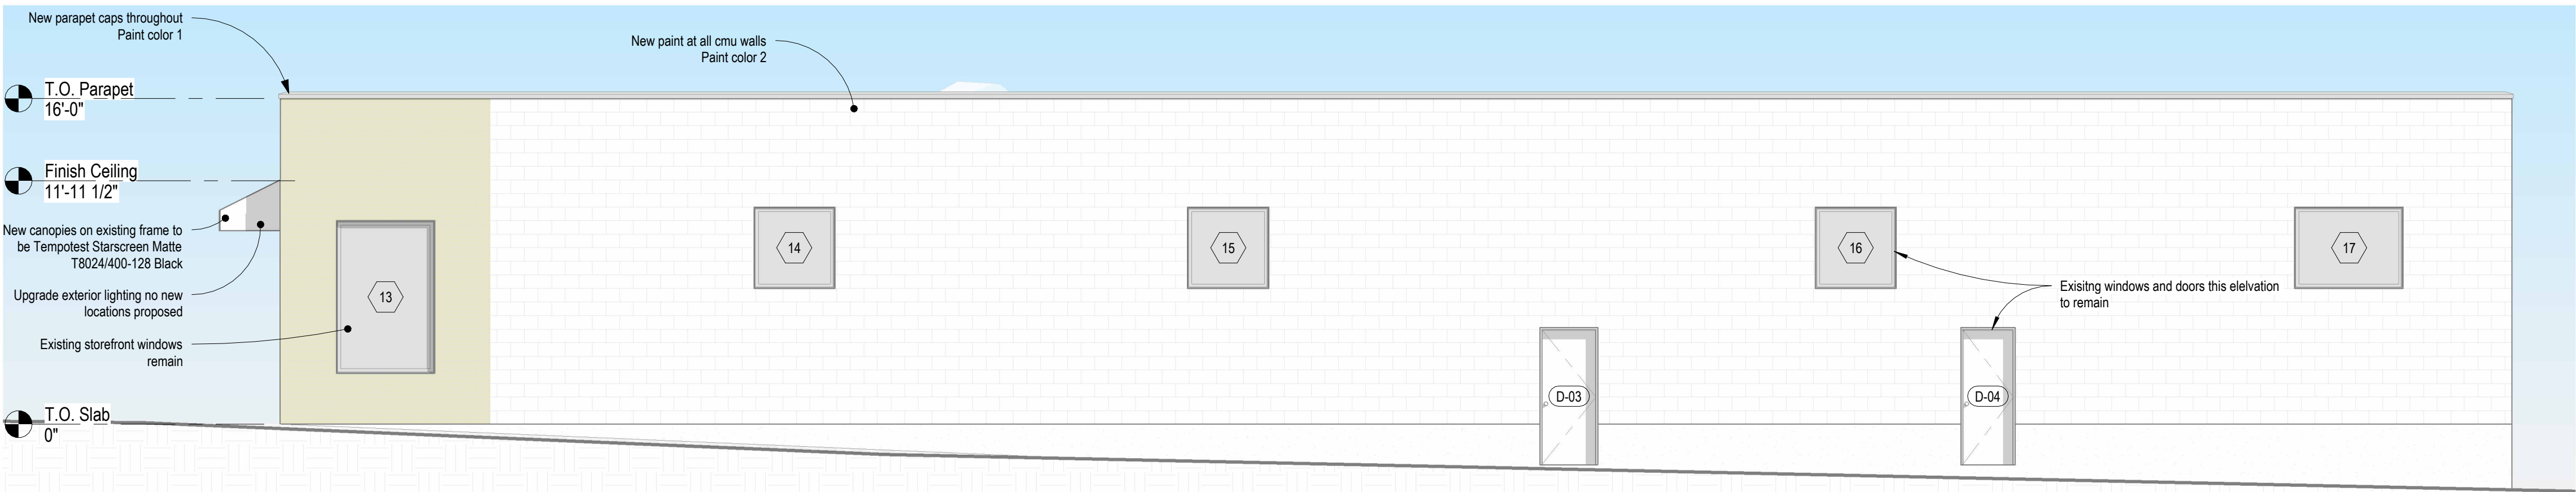 New parapet caps throughout
Paint color 1
New paint at all cmu walls
Paint color 2
T.O. Parapet
16'-0"
Finish Ceiling
11'-11 1/2"
New canopies on existing frame to
be Tempotest Starscreen Matte
T8024/400-128 Black
Upgrade exterior lighting no new
locations proposed
Existing storefront windows
remain
T.O. Slab
0"
13
14
15
16
17
Exisitng windows and doors this elelvation
to remain
D-03
D-04